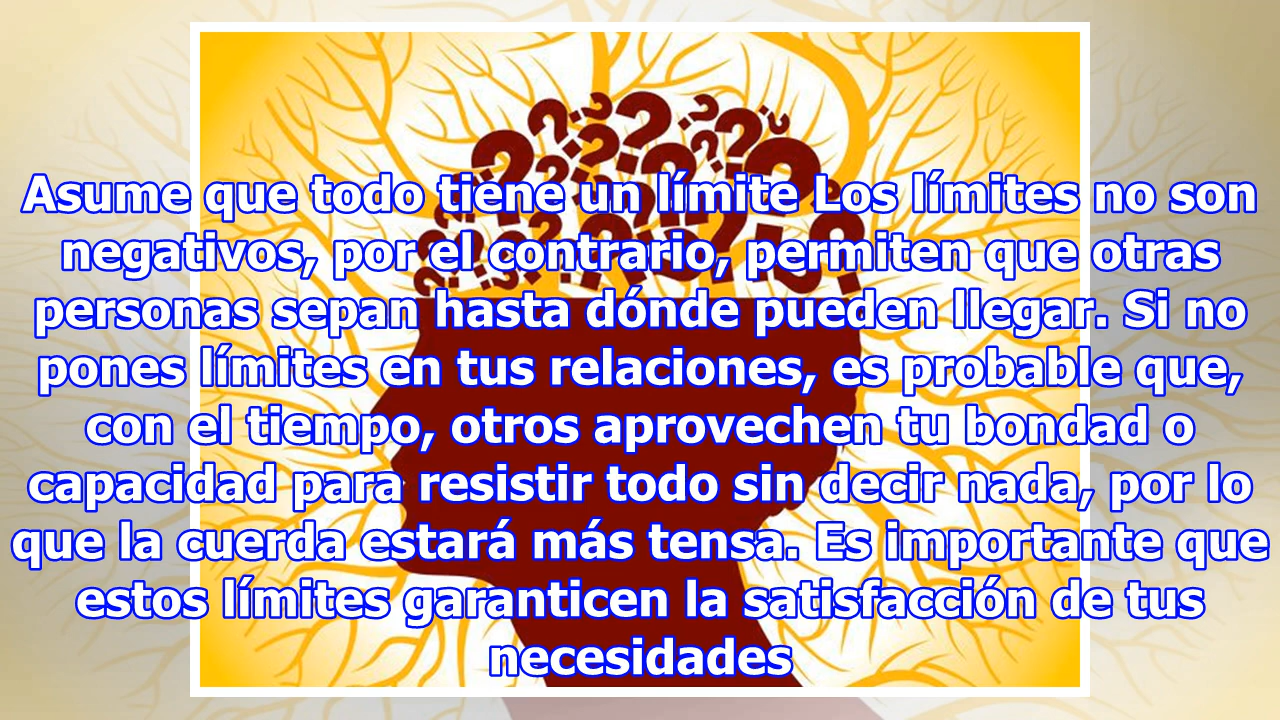 Asume que todo tiene un límite Los límites no son
negativos, por el contrario, permiten que otras
personas sepan hasta dónde pueden llegar. Si no
pones límites en tus relaciones, es probable que,
con el tiempo, otros aprovechen tu bondad o
capacidad para resistir todo sin decir nada, por lo
que la cuerda estará más tensa. Es importante que
estos límites garanticen la satisfacción de tus
necesidades